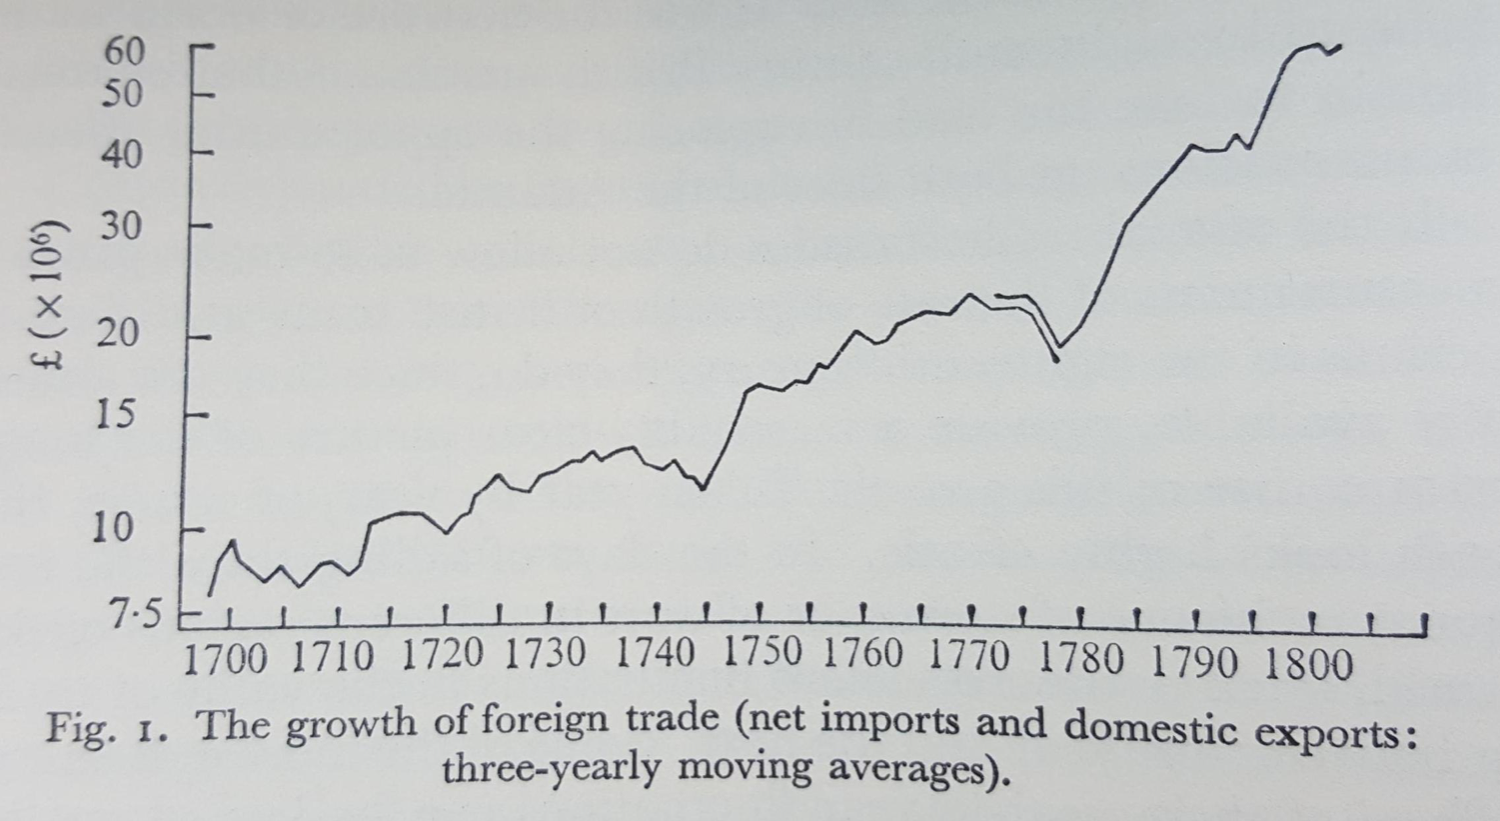 60
50
40
30
20
15
10
7·5
£ (× 10⁶)
1700 1710 1720 1730 1740 1750 1760 1770 1780 1790 1800
Fig. 1. The growth of foreign trade (net imports and domestic exports:
three-yearly moving averages).